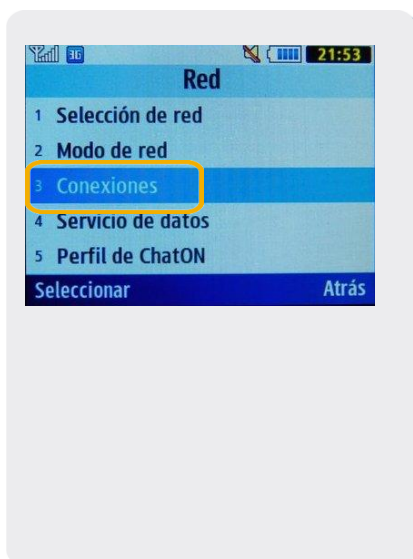 3G 21:53
Red
1 Selección de red
2 Modo de red
3 Conexiones
4 Servicio de datos
5 Perfil de ChatON
Seleccionar Atrás